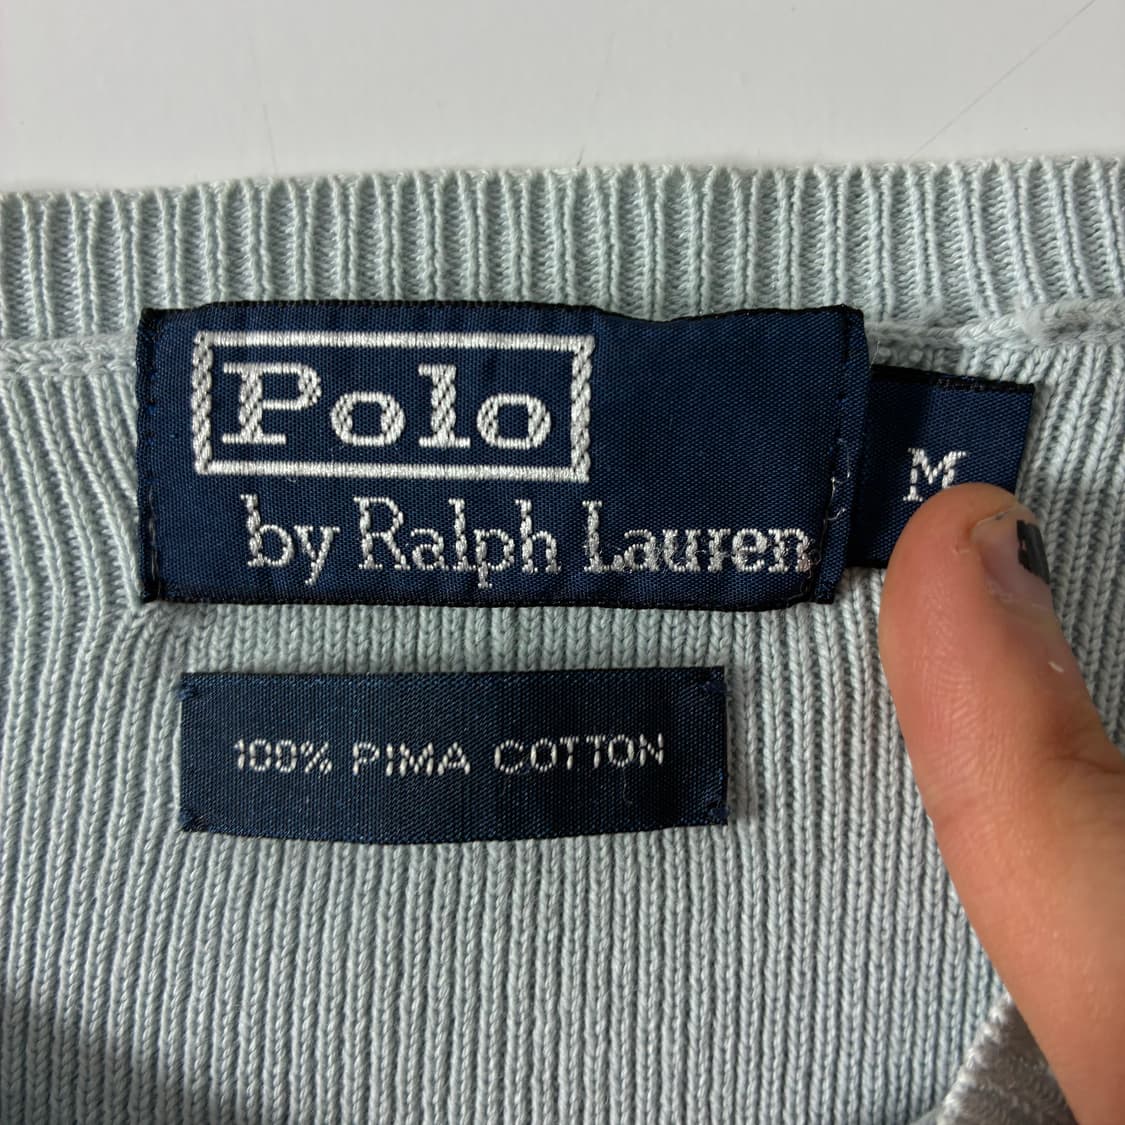 Polo
by Ralph Lauren
M
100% PIMA COTTON